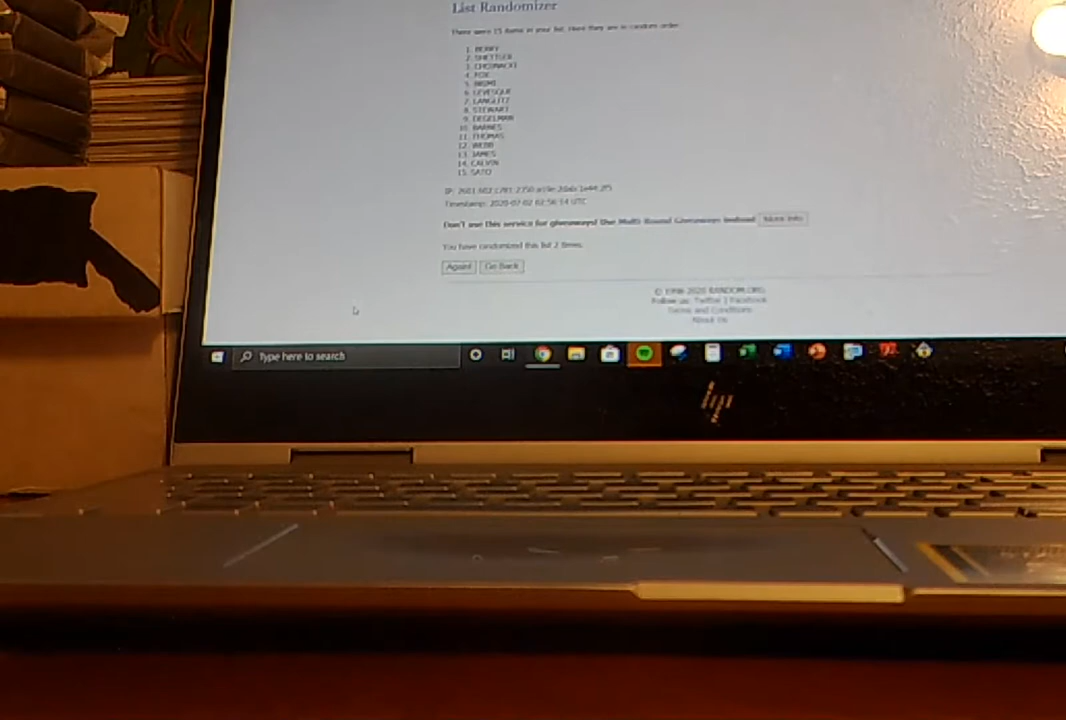 List Randomizer
There were 15 items in your list. Here they are in random order:
1. BERRY
2. SHETTLER
3. CHOINACKI
4. FOX
5.
6. LEVESQUE
7. LANGLITZ
8. STEWART
9. DEGELMAN
10. BARNES
11. THOMAS
12. WEBB
13. JAMES
14. CALVIN
15. SATO
IP:
Timestamp: 2020-07-02 02:56:14 UTC
Don't use this service for giveaways! Use Multi-Round Giveaways instead More Info
You have randomized this list 2 times.
Again! Go Back
© 1998-2020 RANDOM.ORG
Follow us: Twitter | Facebook
Terms and Conditions
About Us
Type here to search